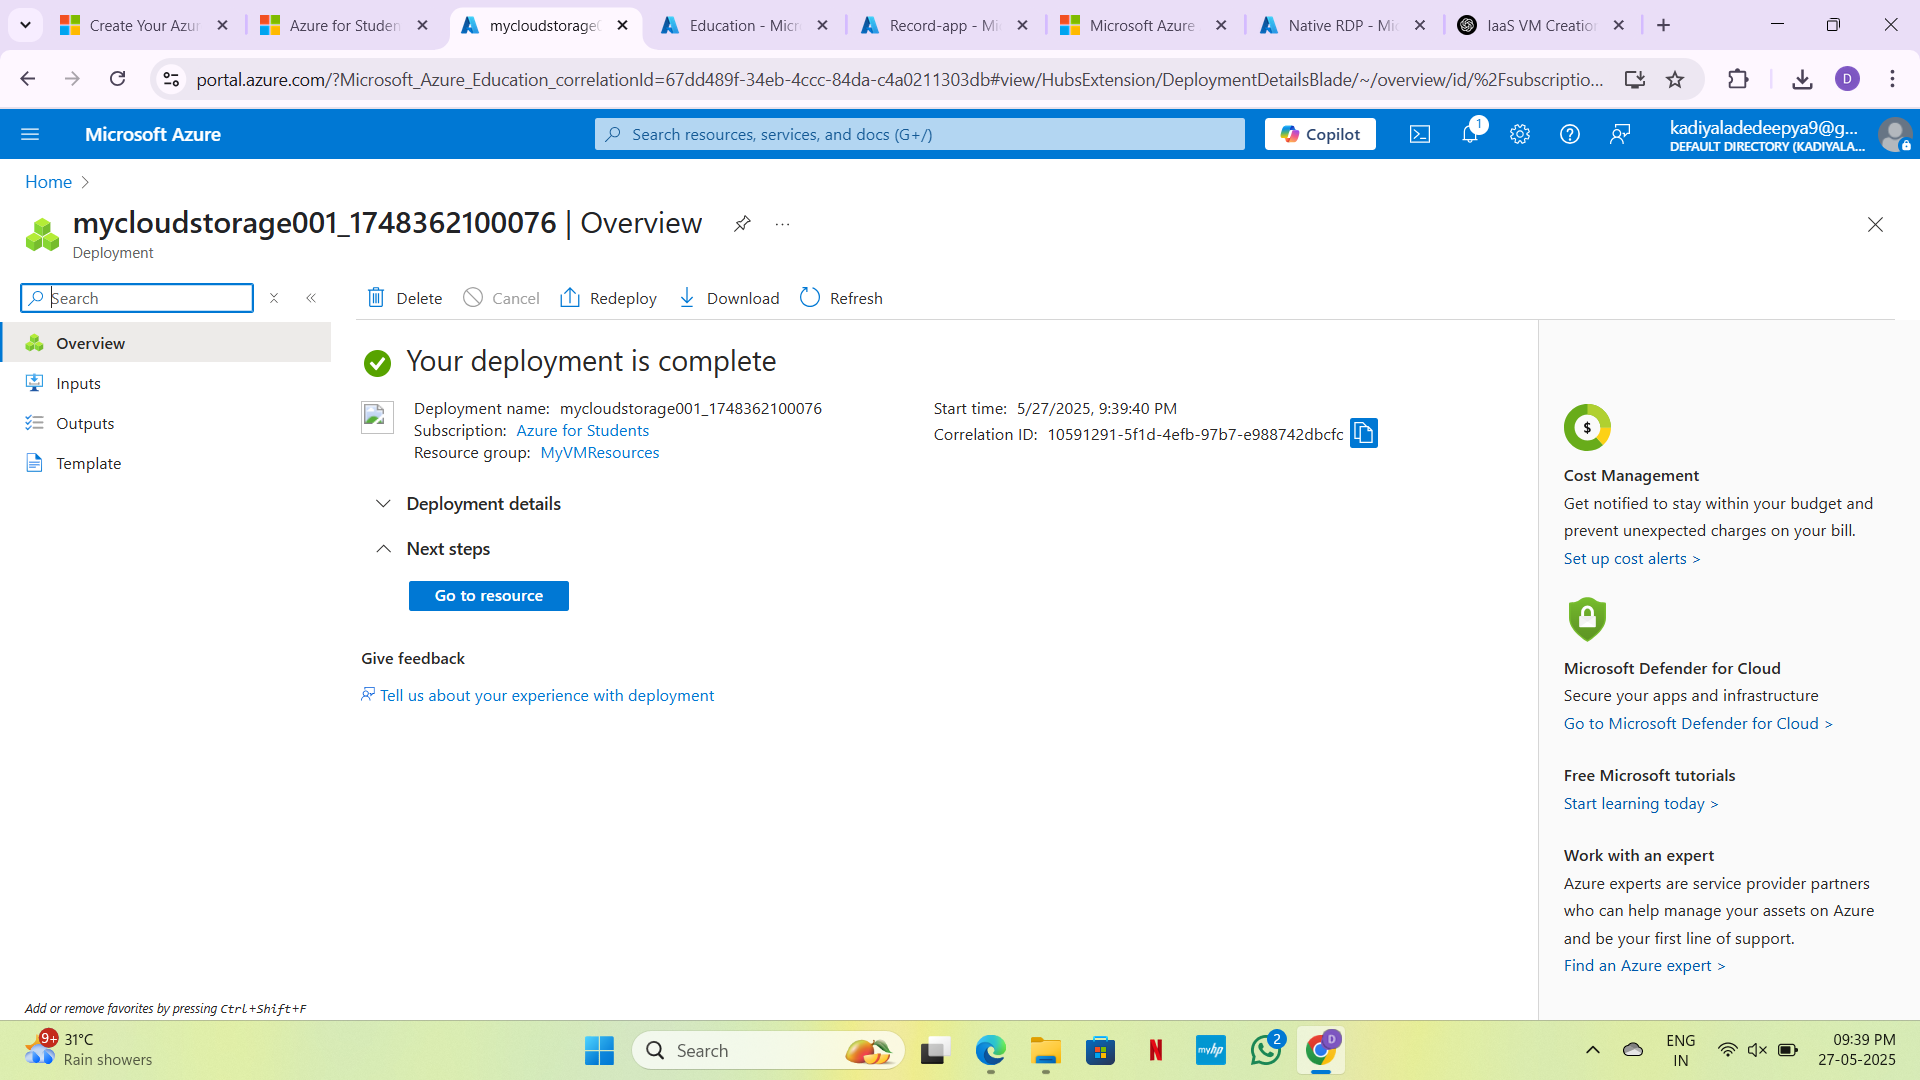 Create Your Azur
Azure for Studen
mycloudstorage0
Education - Micr
Record-app - Mi
Microsoft Azure
Native RDP - Mi
IaaS VM Creation
portal.azure.com/?Microsoft_Azure_Education_correlationId=67dd489f-34eb-4ccc-84da-c4a0211303db#view/HubsExtension/DeploymentDetailsBlade/~/overview/id/%2Fsubscriptio...
D
Microsoft Azure
Search resources, services, and docs (G+/)
Copilot
1
kadiyaladedeepya9@g...
DEFAULT DIRECTORY (KADIYALA...
Home
mycloudstorage001_1748362100076 | Overview
Deployment
Search
Delete
Cancel
Redeploy
Download
Refresh
Overview
Inputs
Outputs
Template
Your deployment is complete
Deployment name: mycloudstorage001_1748362100076
Subscription: Azure for Students
Resource group: MyVMResources
Start time: 5/27/2025, 9:39:40 PM
Correlation ID: 10591291-5f1d-4efb-97b7-e988742dbcfc
Deployment details
Next steps
Go to resource
Give feedback
Tell us about your experience with deployment
$
Cost Management
Get notified to stay within your budget and
prevent unexpected charges on your bill.
Set up cost alerts >
Microsoft Defender for Cloud
Secure your apps and infrastructure
Go to Microsoft Defender for Cloud >
Free Microsoft tutorials
Start learning today >
Work with an expert
Azure experts are service provider partners
who can help manage your assets on Azure
and be your first line of support.
Find an Azure expert >
Add or remove favorites by pressing Ctrl+Shift+F
9+
31°C
Rain showers
Search
N
myhp
2
D
ENG
IN
09:39 PM
27-05-2025